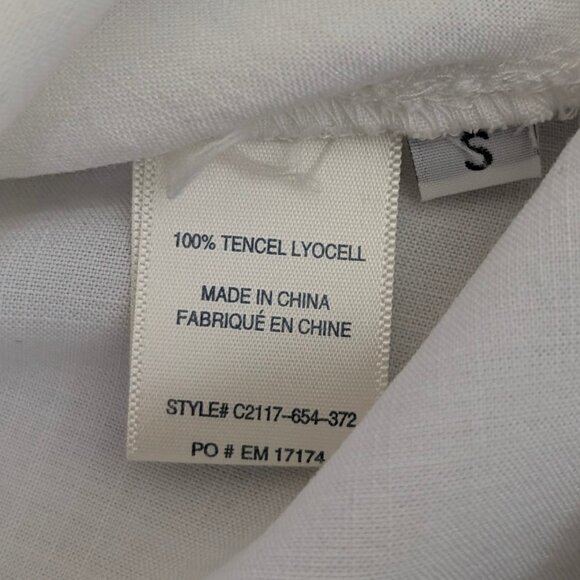 S
100% TENCEL LYOCELL
MADE IN CHINA
FABRIQUÉ EN CHINE
STYLE# C2117-654-372
PO # EM 17174